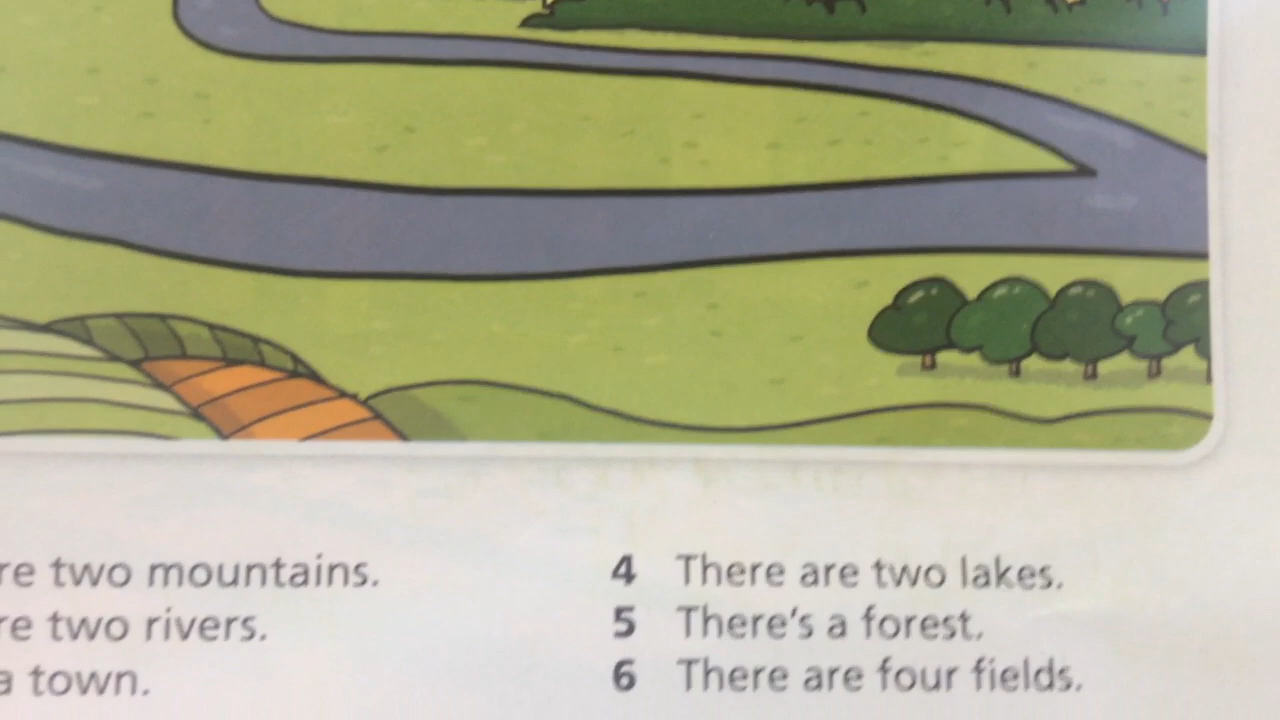 re two mountains.
re two rivers.
a town.
4 There are two lakes.
5 There's a forest.
6 There are four fields.